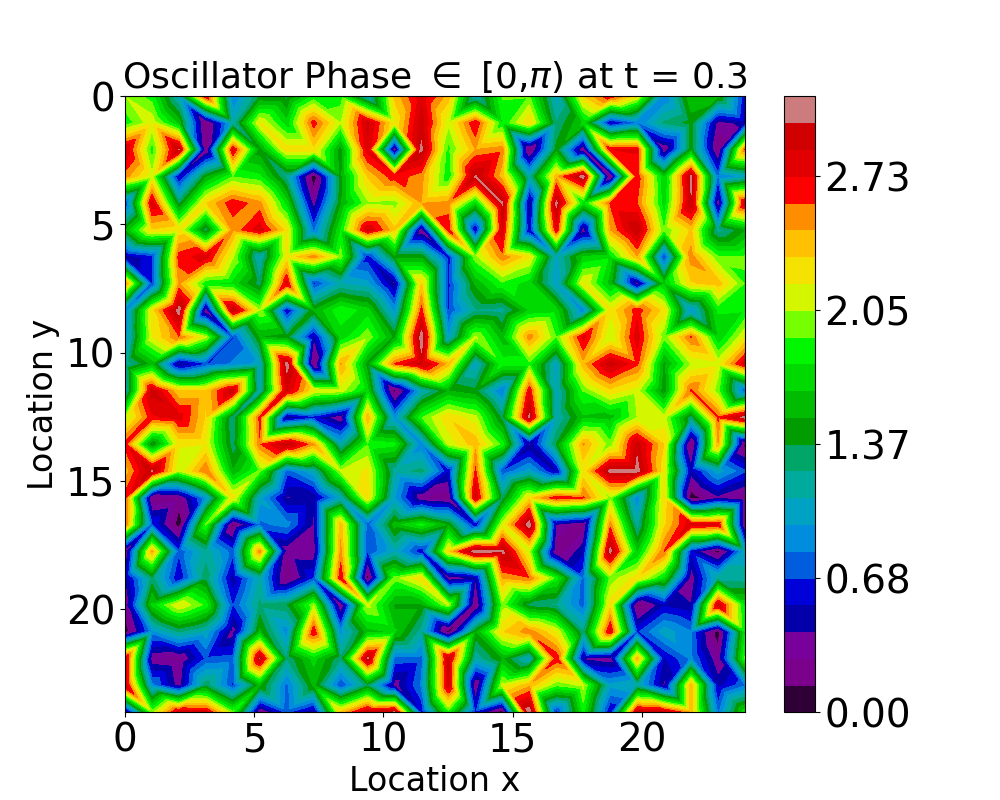 Oscillator Phase ∈ [0,π) at t = 0.3
0
5
10
15
20
Location y
0 5 10 15 20
Location x
2.73
2.05
1.37
0.68
0.00